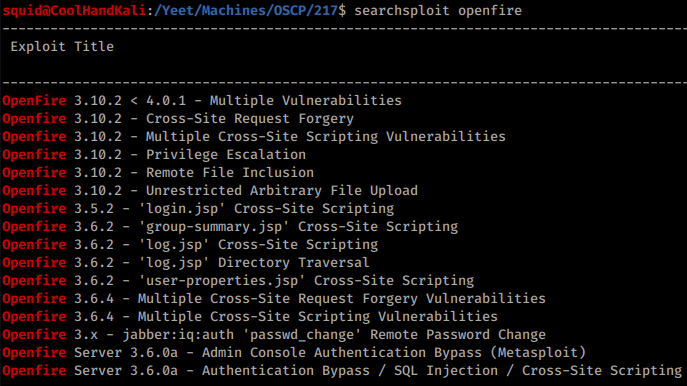 squid@CoolHandKali:/Yeet/Machines/OSCP/217$ searchsploit openfire
--------------------------------------------------------------------------------------
Exploit Title
--------------------------------------------------------------------------------------
OpenFire 3.10.2 < 4.0.1 - Multiple Vulnerabilities
Openfire 3.10.2 - Cross-Site Request Forgery
Openfire 3.10.2 - Multiple Cross-Site Scripting Vulnerabilities
Openfire 3.10.2 - Privilege Escalation
Openfire 3.10.2 - Remote File Inclusion
Openfire 3.10.2 - Unrestricted Arbitrary File Upload
Openfire 3.5.2 - 'login.jsp' Cross-Site Scripting
Openfire 3.6.2 - 'group-summary.jsp' Cross-Site Scripting
Openfire 3.6.2 - 'log.jsp' Cross-Site Scripting
Openfire 3.6.2 - 'log.jsp' Directory Traversal
Openfire 3.6.2 - 'user-properties.jsp' Cross-Site Scripting
Openfire 3.6.4 - Multiple Cross-Site Request Forgery Vulnerabilities
Openfire 3.6.4 - Multiple Cross-Site Scripting Vulnerabilities
Openfire 3.x - jabber:iq:auth 'passwd_change' Remote Password Change
Openfire Server 3.6.0a - Admin Console Authentication Bypass (Metasploit)
Openfire Server 3.6.0a - Authentication Bypass / SQL Injection / Cross-Site Scripting